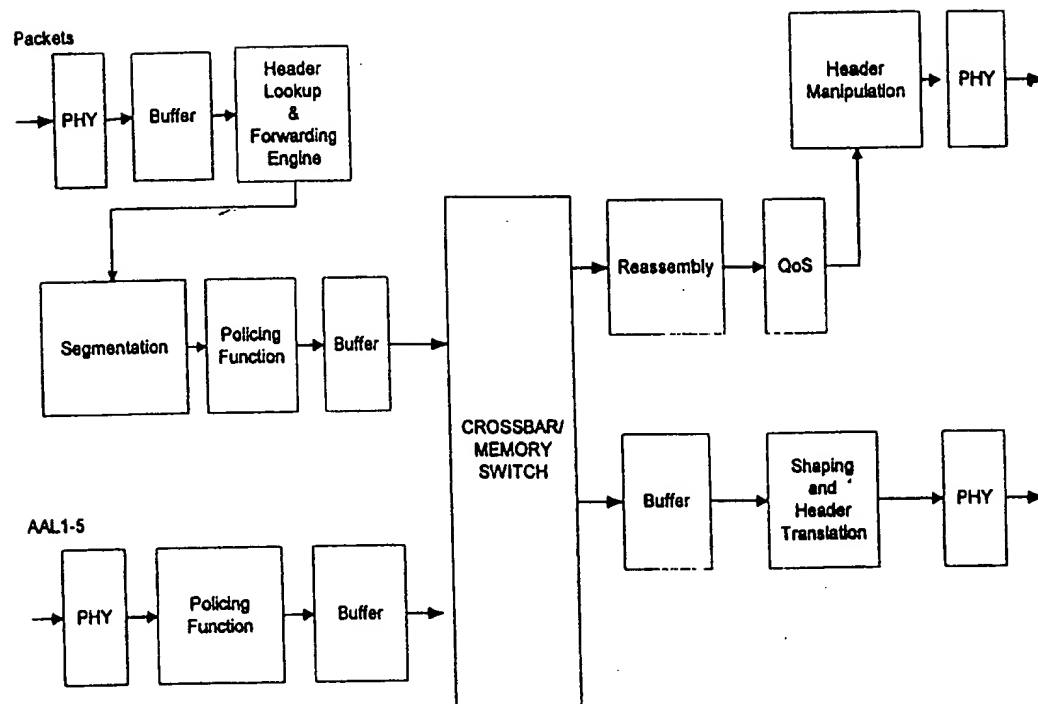 Packets
PHY
Buffer
Header
Lookup
&
Forwarding
Engine
Header
Manipulation
PHY
Segmentation
Policing
Function
Buffer
CROSSBAR/
MEMORY
SWITCH
Reassembly
QoS
Buffer
Shaping
and
Header
Translation
PHY
AAL1-5
PHY
Policing
Function
Buffer